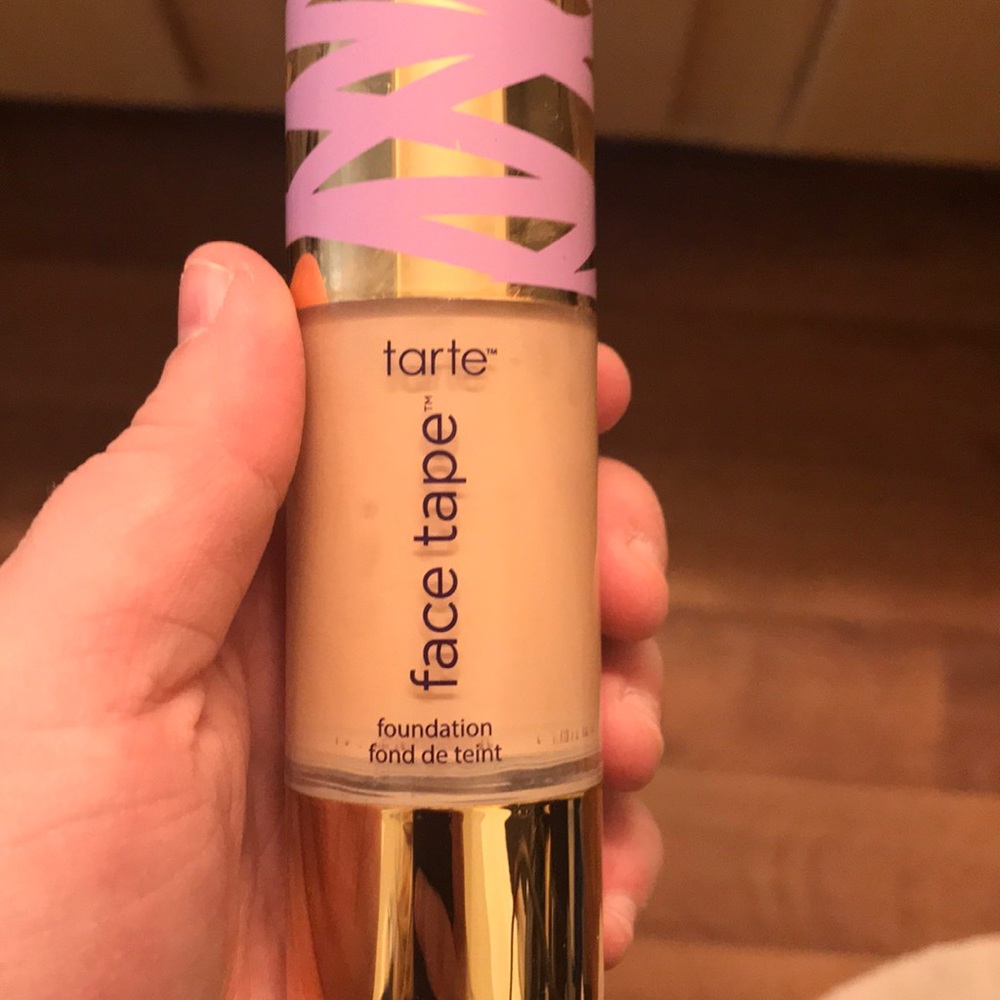 tarte™
face tape™
foundation
fond de teint